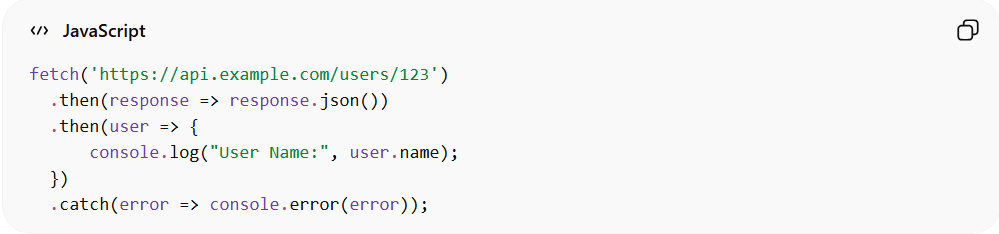 </> JavaScript
fetch('https://api.example.com/users/123')
  .then(response => response.json())
  .then(user => {
      console.log("User Name:", user.name);
  })
  .catch(error => console.error(error));